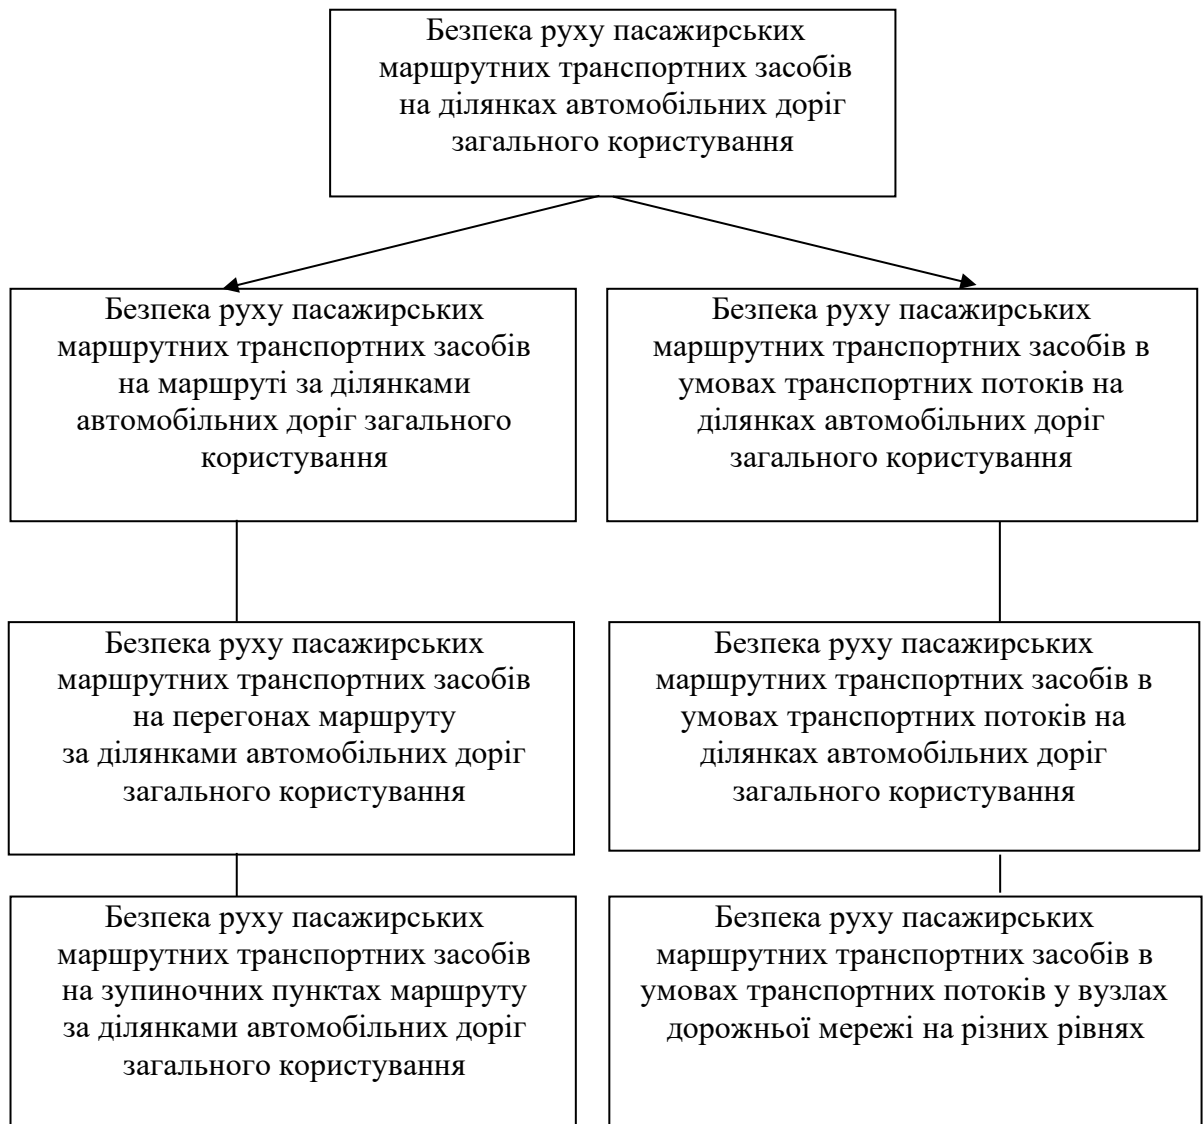 Безпека руху пасажирських
маршрутних транспортних засобів
на ділянках автомобільних доріг
загального користування
Безпека руху пасажирських
маршрутних транспортних засобів
на маршруті за ділянками
автомобільних доріг загального
користування
Безпека руху пасажирських
маршрутних транспортних засобів в
умовах транспортних потоків на
ділянках автомобільних доріг
загального користування
Безпека руху пасажирських
маршрутних транспортних засобів
на перегонах маршруту
за ділянками автомобільних доріг
загального користування
Безпека руху пасажирських
маршрутних транспортних засобів в
умовах транспортних потоків на
ділянках автомобільних доріг
загального користування
Безпека руху пасажирських
маршрутних транспортних засобів
на зупиночних пунктах маршруту
за ділянками автомобільних доріг
загального користування
Безпека руху пасажирських
маршрутних транспортних засобів в
умовах транспортних потоків у вузлах
дорожньої мережі на різних рівнях